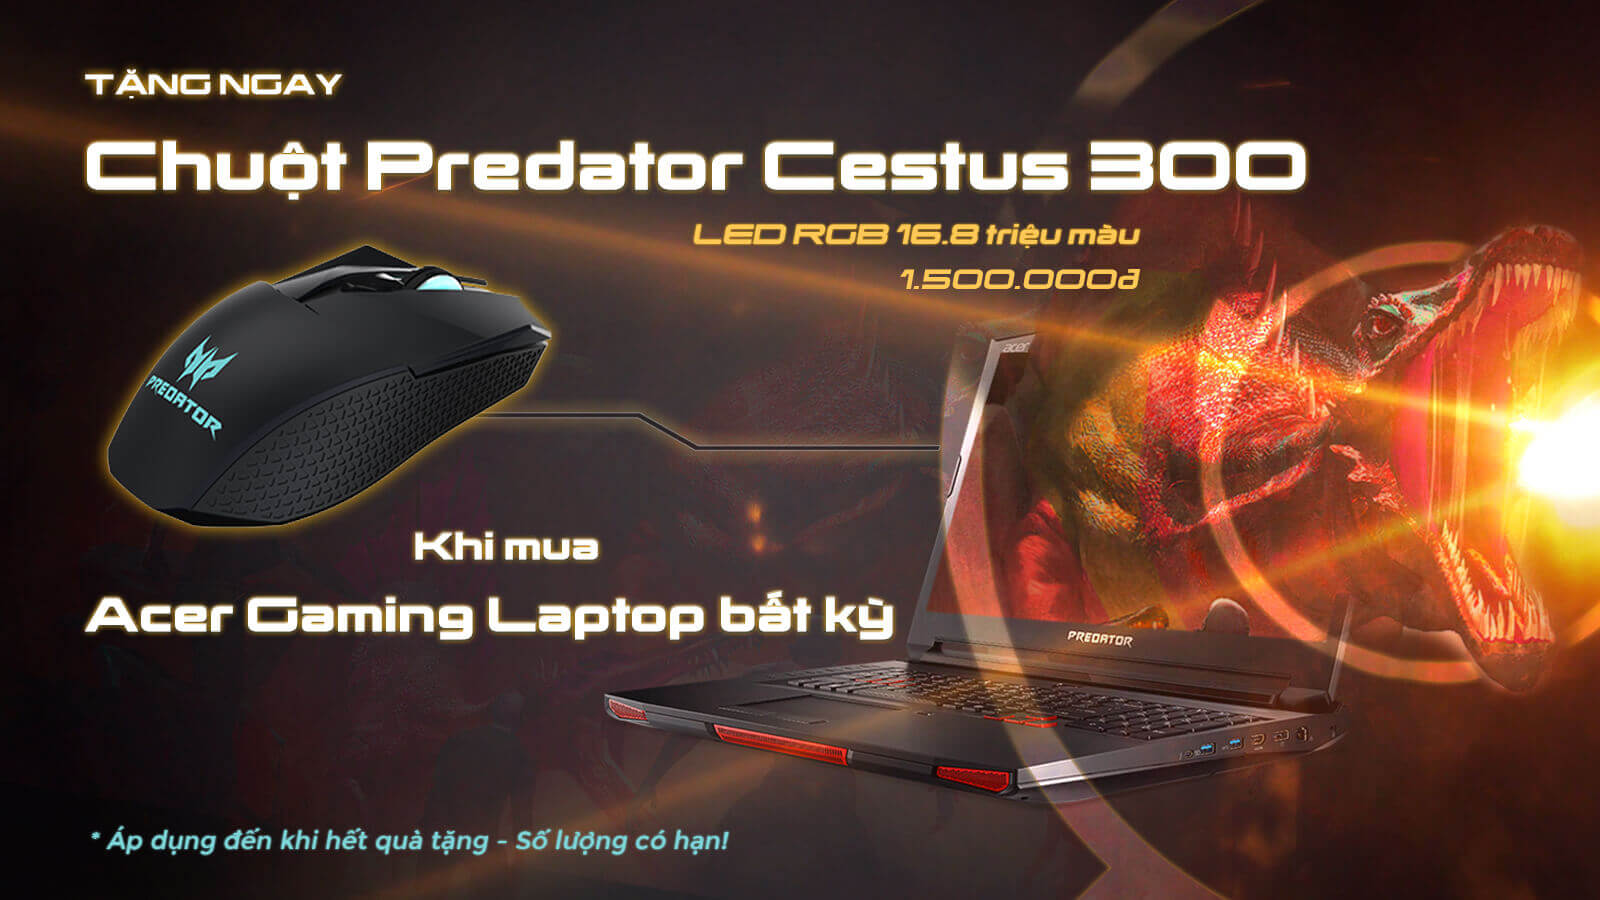 TẶNG NGAY
Chuột Predator Cestus 300
LED RGB 16.8 triệu màu
1.500.000đ
acer
PREDATOR
Khi mua
Acer Gaming Laptop bất kỳ
PREDATOR
* Áp dụng đến khi hết quà tặng - Số lượng có hạn!